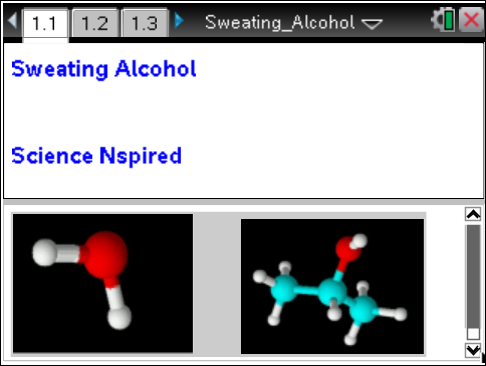 1.1 1.2 1.3 Sweating_Alcohol
Sweating Alcohol
Science Nspired